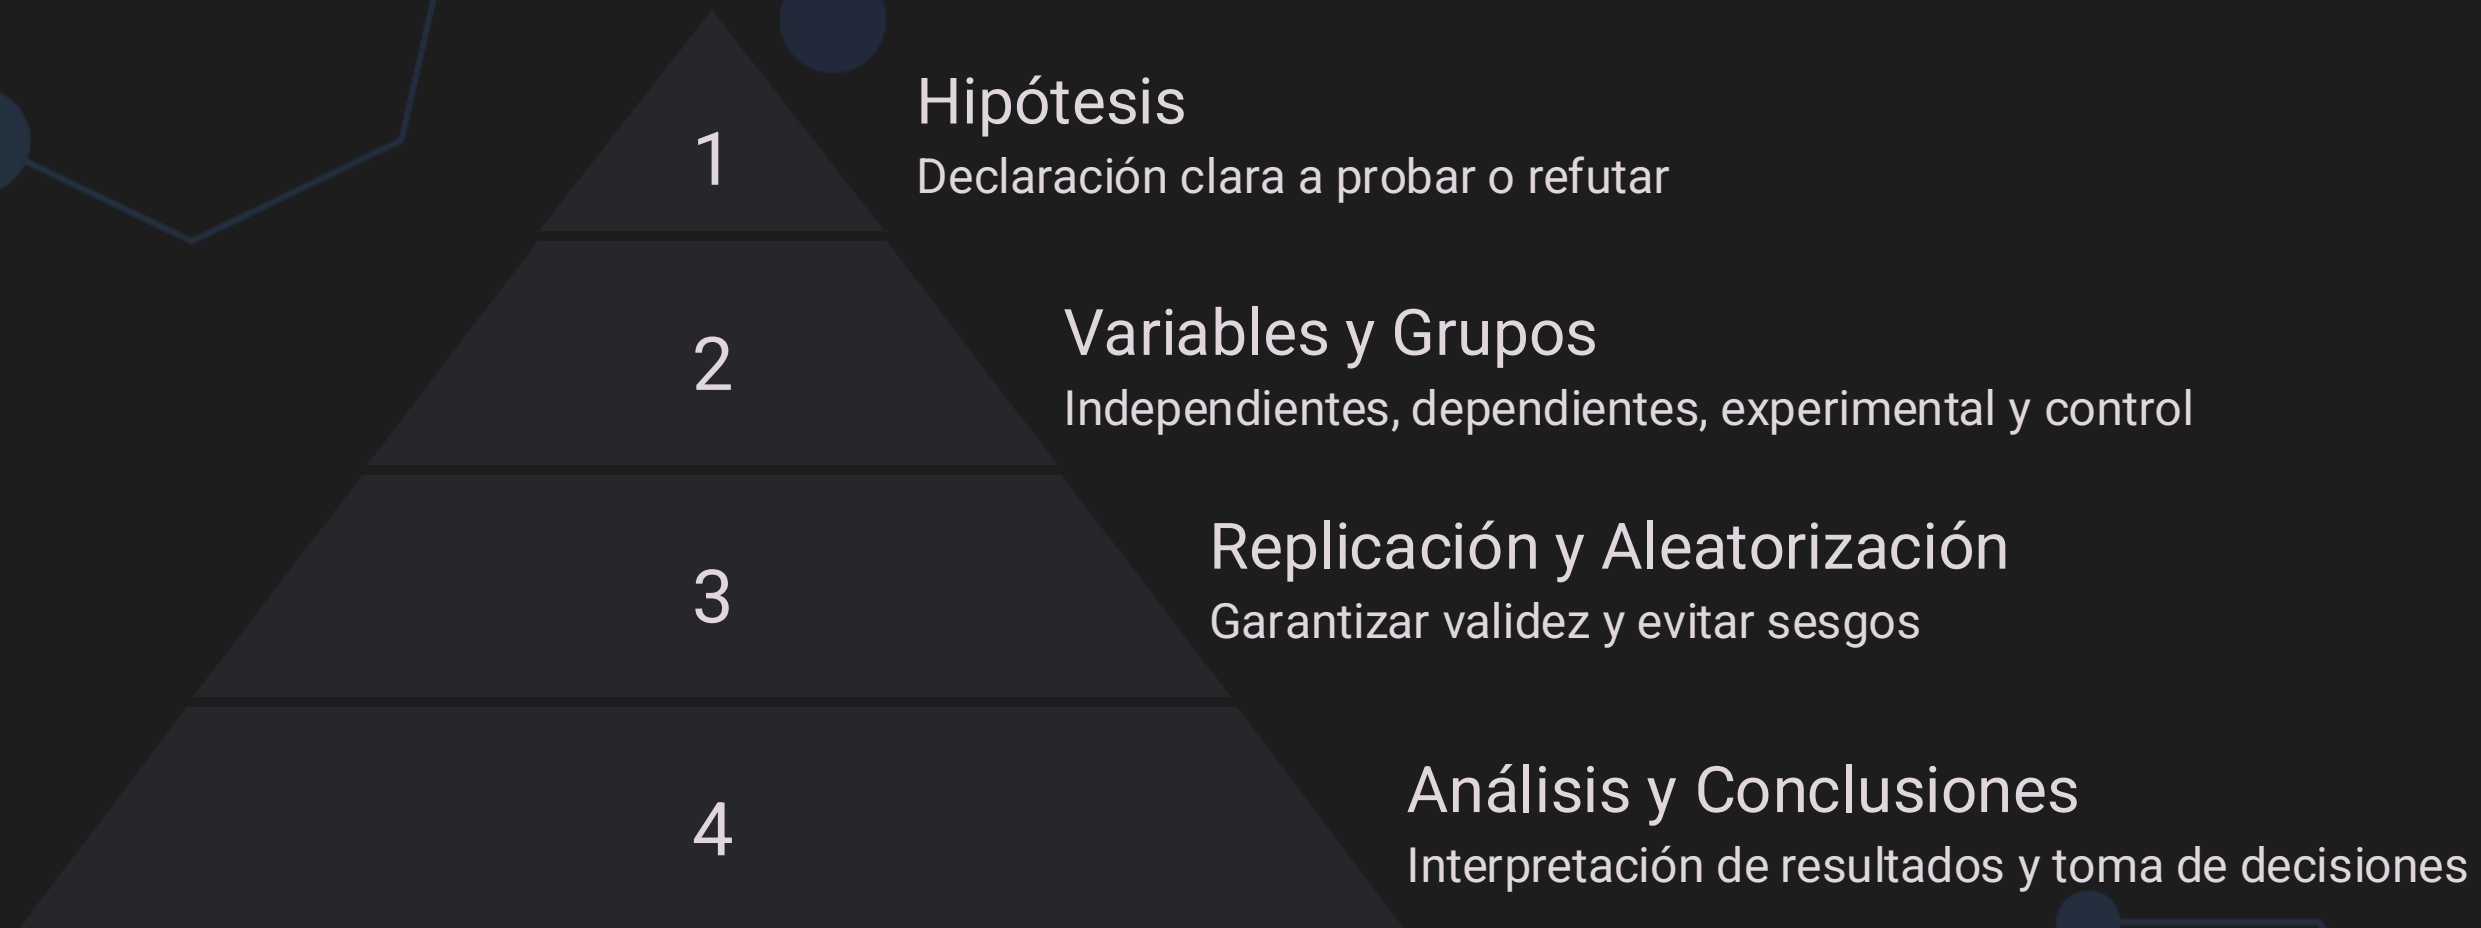 1
Hipótesis
Declaración clara a probar o refutar
2
Variables y Grupos
Independientes, dependientes, experimental y control
3
Replicación y Aleatorización
Garantizar validez y evitar sesgos
4
Análisis y Conclusiones
Interpretación de resultados y toma de decisiones